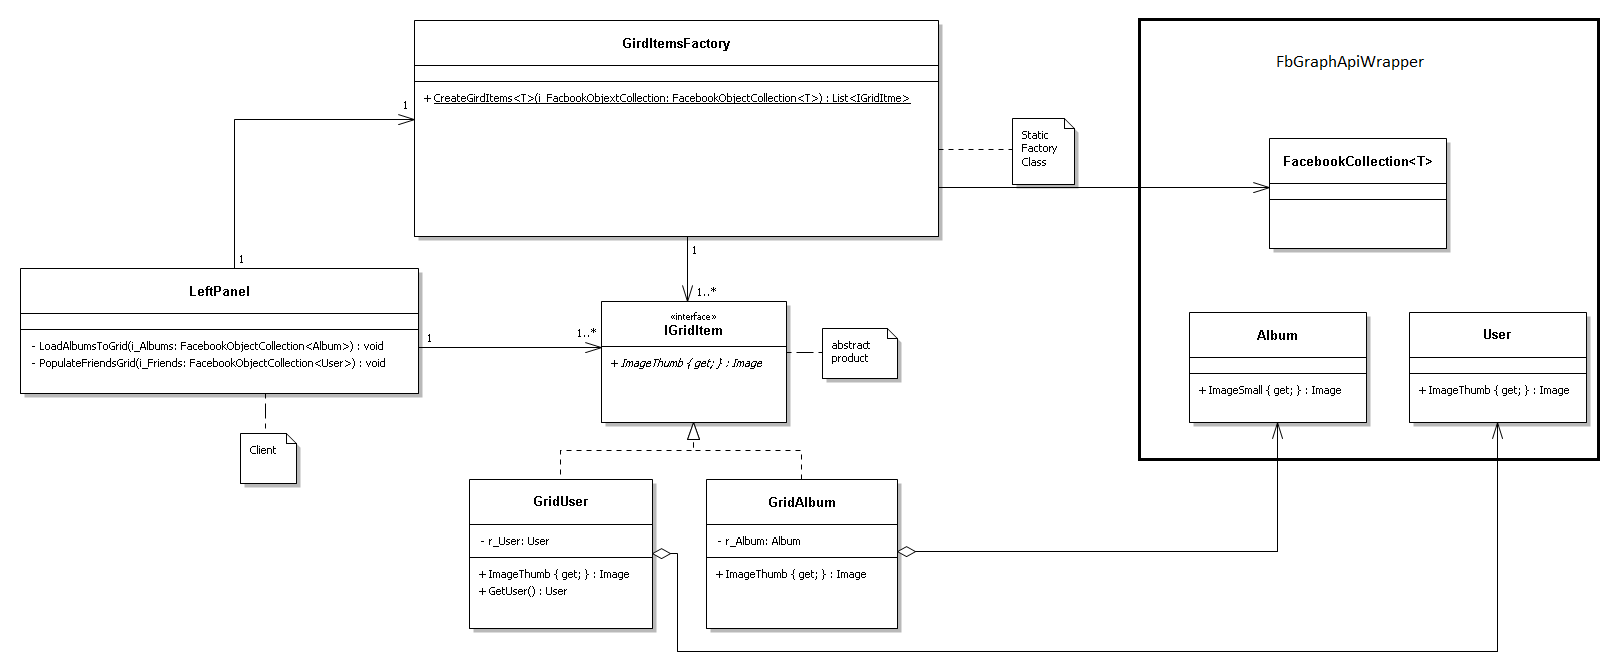 GirdItemsFactory
+ CreateGirdItems<T>(i_FacbookObjextCollection: FacebookObjectCollection<T>) : List<IGridItme>
Static
Factory
Class
FbGraphApiWrapper
FacebookCollection<T>
1
1
1
1..*
LeftPanel
- LoadAlbumsToGrid(i_Albums: FacebookObjectCollection<Album>) : void
- PopulateFriendsGrid(i_Friends: FacebookObjectCollection<User>) : void
1
1..*
Client
«interface»
IGridItem
+ ImageThumb { get; } : Image
abstract
product
Album
+ ImageSmall { get; } : Image
User
+ ImageThumb { get; } : Image
GridUser
- r_User: User
+ ImageThumb { get; } : Image
+ GetUser() : User
GridAlbum
- r_Album: Album
+ ImageThumb { get; } : Image